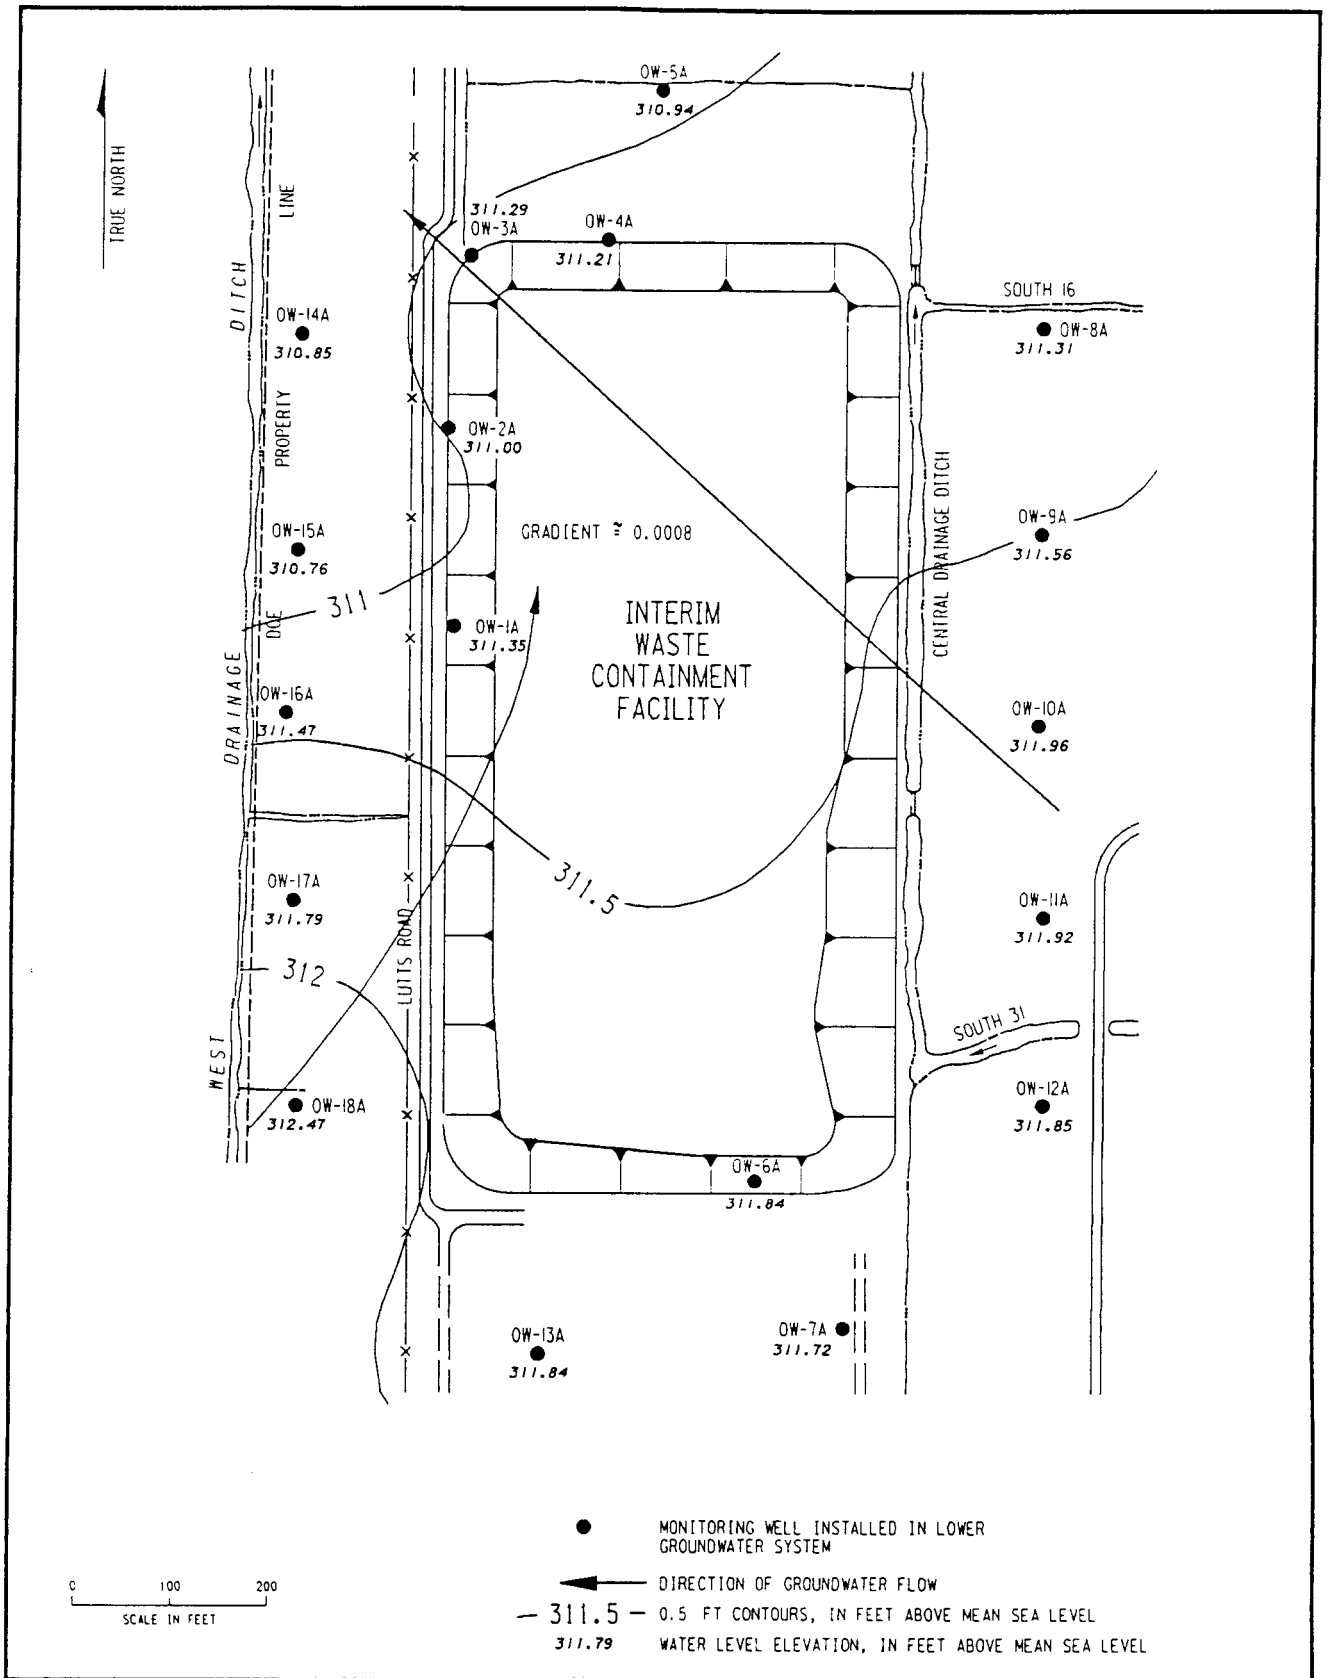 TRUE NORTH
OW-5A
310.94
LINE
311.29
OW-3A
OW-4A
311.21
DITCH
SOUTH 16
OW-14A
310.85
OW-8A
311.31
PROPERTY
OW-2A
311.00
CENTRAL DRAINAGE DITCH
OW-15A
310.76
GRADIENT ≅ 0.0008
OW-9A
311.56
311
DOE
OW-1A
311.35
INTERIM
WASTE
CONTAINMENT
FACILITY
DRAINAGE
OW-16A
311.47
OW-10A
311.96
311.5
OW-17A
311.79
OW-11A
311.92
LUTTS ROAD
312
WEST
SOUTH 31
OW-18A
312.47
OW-12A
311.85
OW-6A
311.84
OW-13A
311.84
OW-7A
311.72
MONITORING WELL INSTALLED IN LOWER
GROUNDWATER SYSTEM
DIRECTION OF GROUNDWATER FLOW
– 311.5 – 0.5 FT CONTOURS, IN FEET ABOVE MEAN SEA LEVEL
311.79 WATER LEVEL ELEVATION, IN FEET ABOVE MEAN SEA LEVEL
0 100 200
SCALE IN FEET